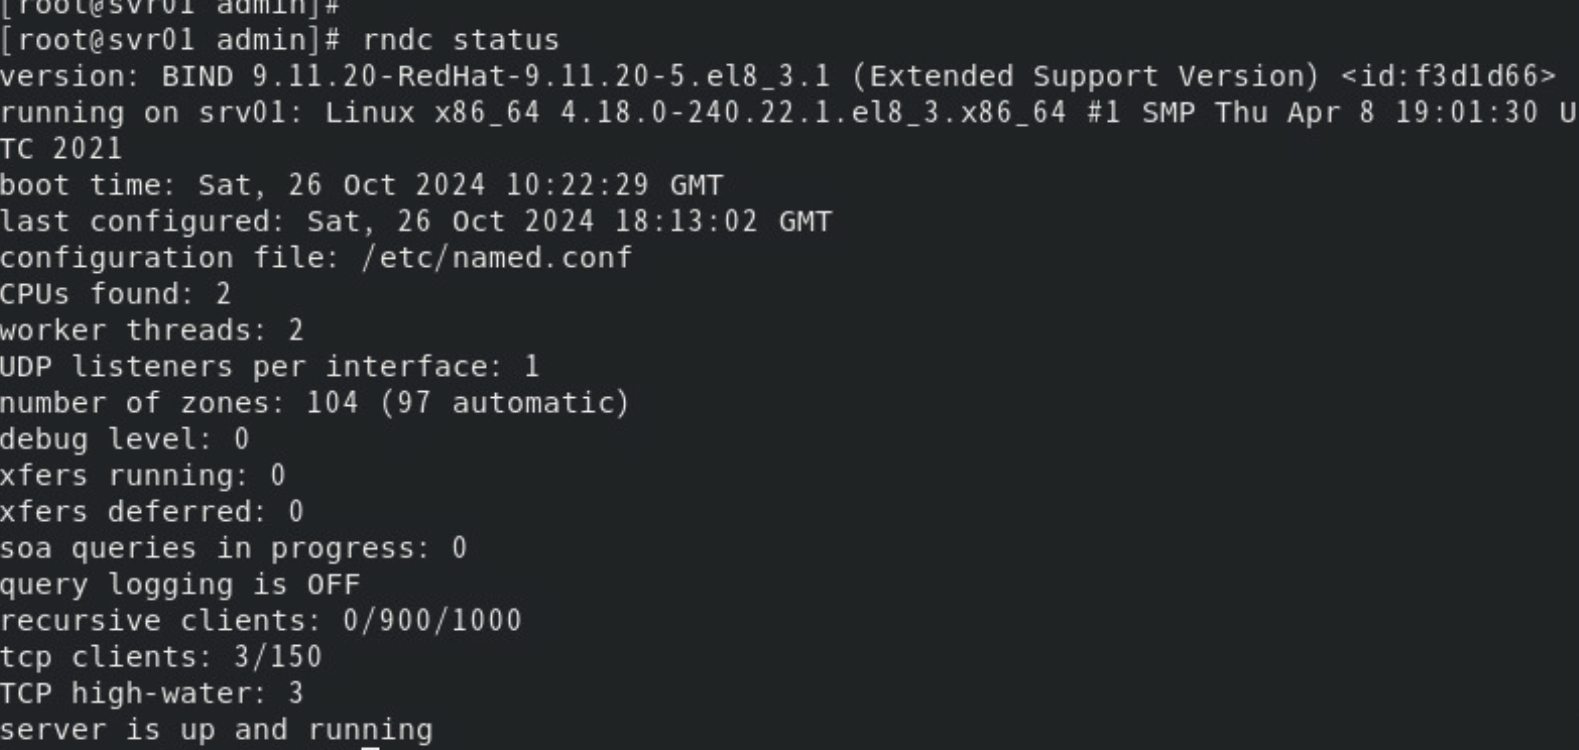 [root@svr01 admin]#
[root@svr01 admin]# rndc status
version: BIND 9.11.20-RedHat-9.11.20-5.el8_3.1 (Extended Support Version) <id:f3d1d66>
running on srv01: Linux x86_64 4.18.0-240.22.1.el8_3.x86_64 #1 SMP Thu Apr 8 19:01:30 U
TC 2021
boot time: Sat, 26 Oct 2024 10:22:29 GMT
last configured: Sat, 26 Oct 2024 18:13:02 GMT
configuration file: /etc/named.conf
CPUs found: 2
worker threads: 2
UDP listeners per interface: 1
number of zones: 104 (97 automatic)
debug level: 0
xfers running: 0
xfers deferred: 0
soa queries in progress: 0
query logging is OFF
recursive clients: 0/900/1000
tcp clients: 3/150
TCP high-water: 3
server is up and running